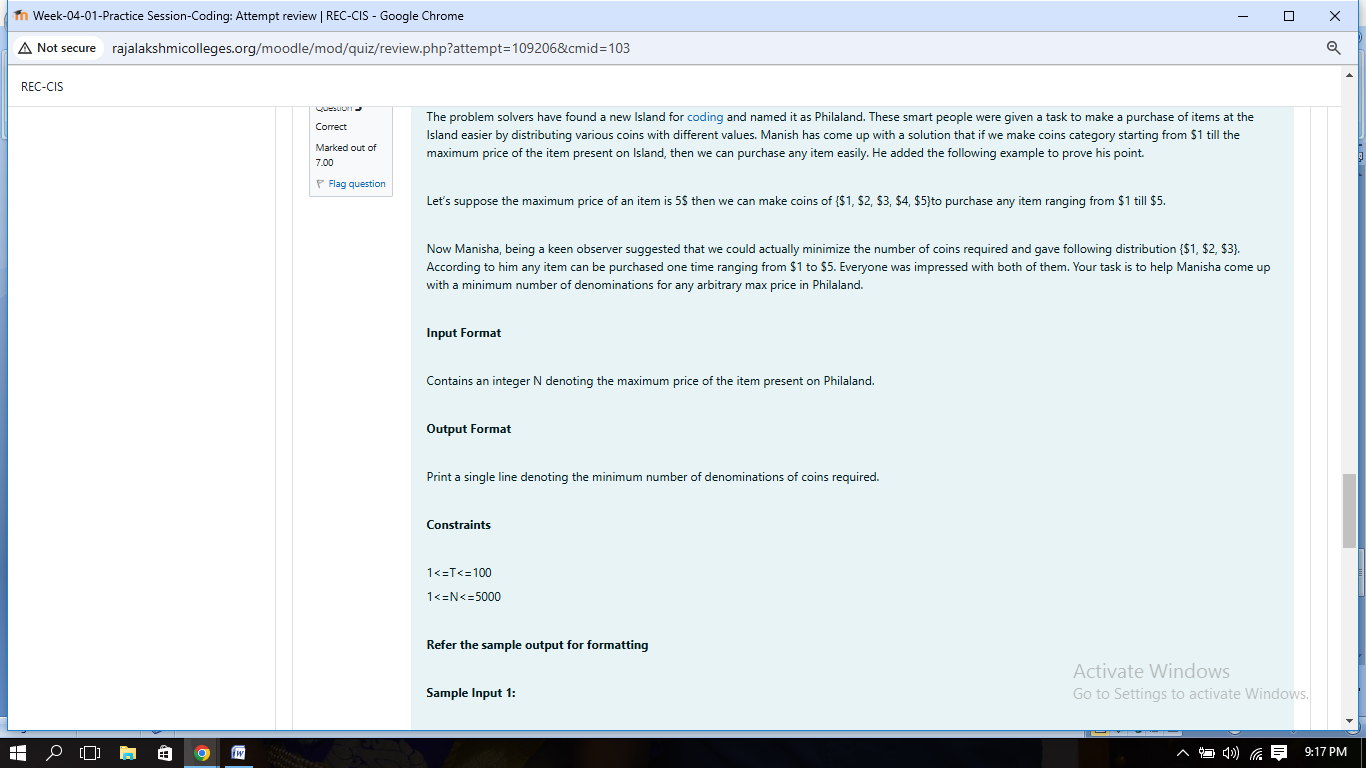 Week-04-01-Practice Session-Coding: Attempt review | REC-CIS - Google Chrome
Not secure rajalakshmicolleges.org/moodle/mod/quiz/review.php?attempt=109206&cmid=103
REC-CIS
Question
Correct
Marked out of
7.00
Flag question
The problem solvers have found a new Island for coding and named it as Philaland. These smart people were given a task to make a purchase of items at the
Island easier by distributing various coins with different values. Manish has come up with a solution that if we make coins category starting from $1 till the
maximum price of the item present on Island, then we can purchase any item easily. He added the following example to prove his point.
Let's suppose the maximum price of an item is 5$ then we can make coins of {$1, $2, $3, $4, $5}to purchase any item ranging from $1 till $5.
Now Manisha, being a keen observer suggested that we could actually minimize the number of coins required and gave following distribution {$1, $2, $3}.
According to him any item can be purchased one time ranging from $1 to $5. Everyone was impressed with both of them. Your task is to help Manisha come up
with a minimum number of denominations for any arbitrary max price in Philaland.
Input Format
Contains an integer N denoting the maximum price of the item present on Philaland.
Output Format
Print a single line denoting the minimum number of denominations of coins required.
Constraints
1<=T<=100
1<=N<=5000
Refer the sample output for formatting
Sample Input 1:
Activate Windows
Go to Settings to activate Windows.
9:17 PM